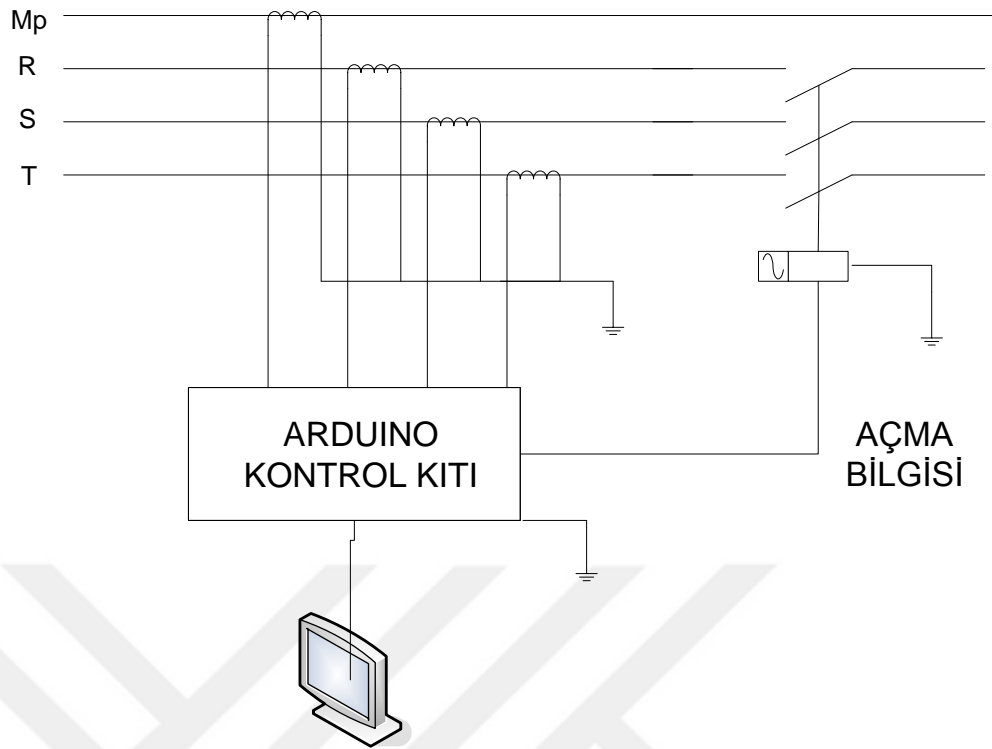 Mp
R
S
T
ARDUINO
KONTROL KITI
AÇMA
BİLGİSİ